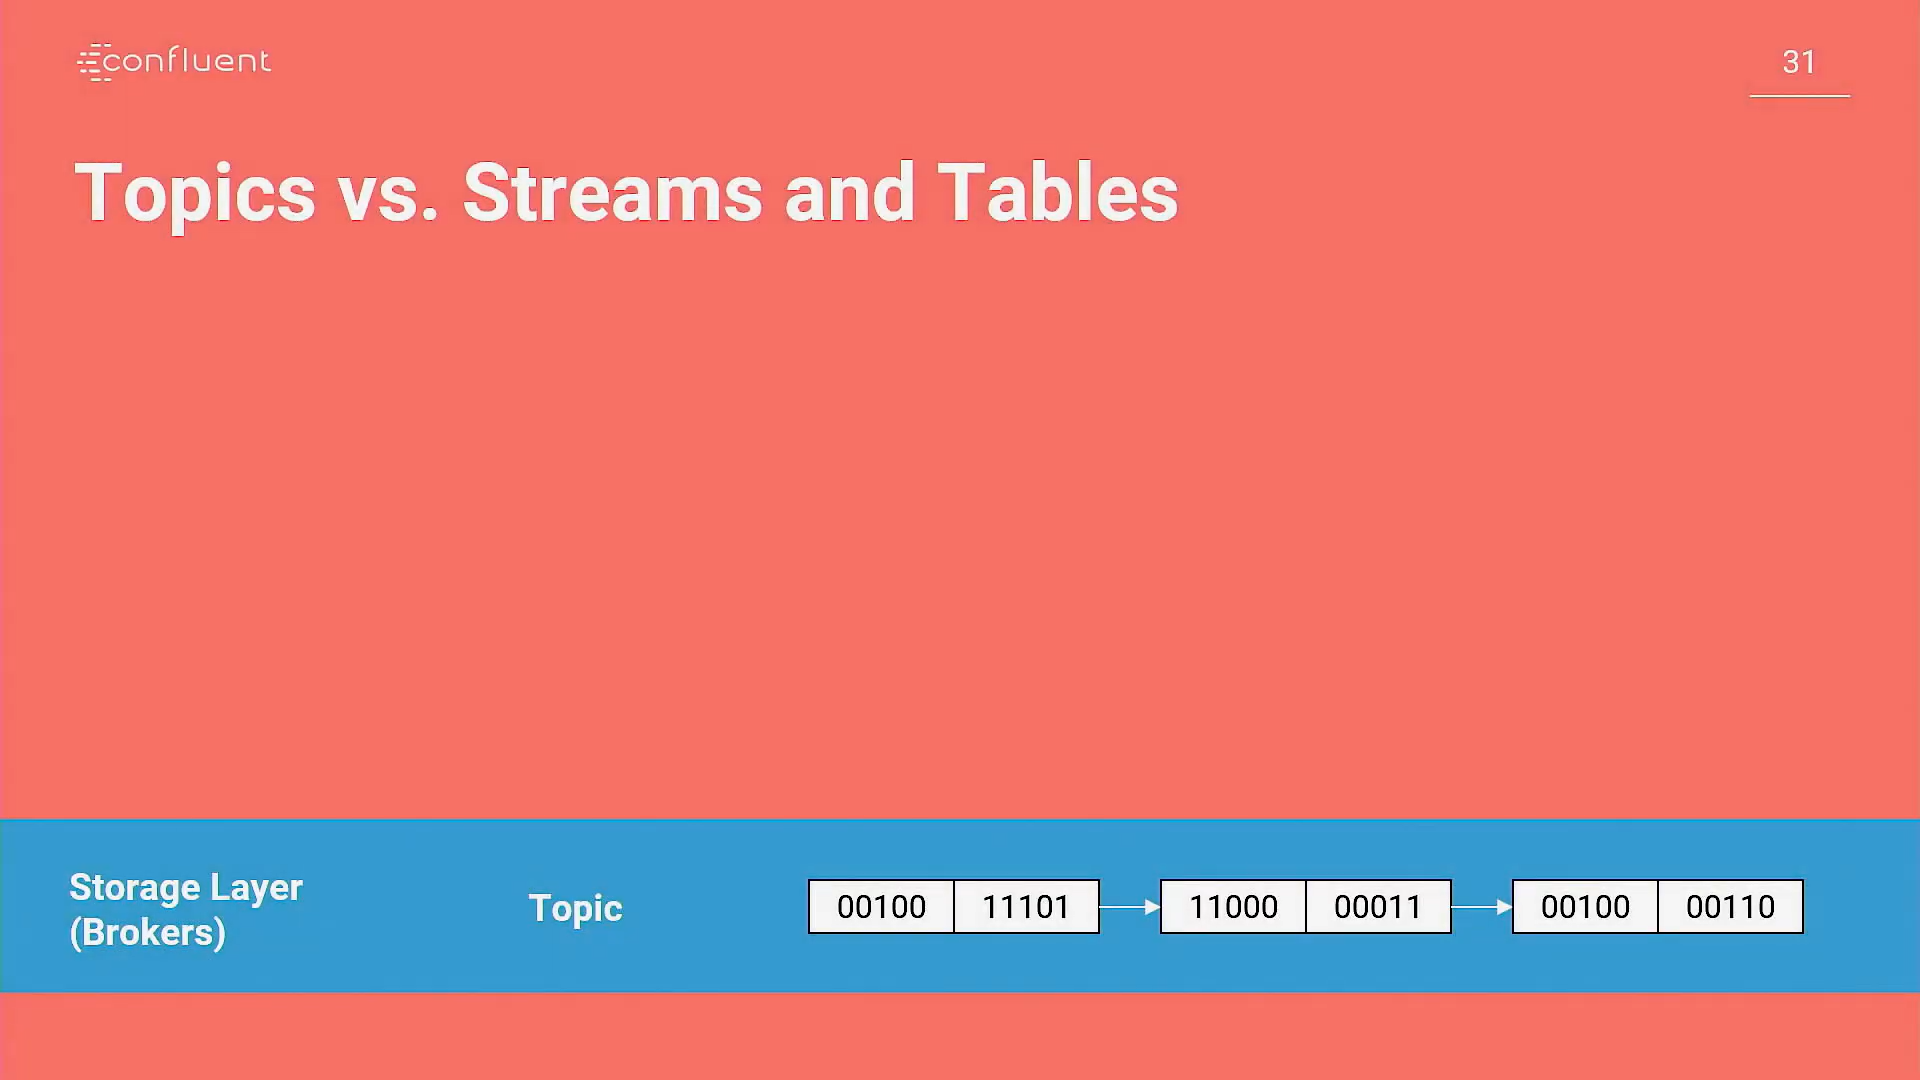 confluent
31
Topics vs. Streams and Tables
Storage Layer
(Brokers)
Topic
00100 11101 11000 00011 00100 00110